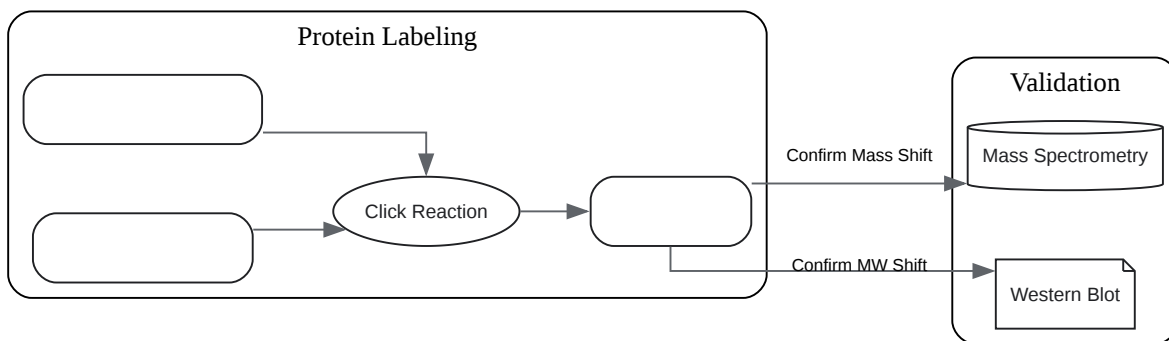 Protein Labeling
Validation
Confirm Mass Shift
Mass Spectrometry
Click Reaction
Confirm MW Shift
Western Blot